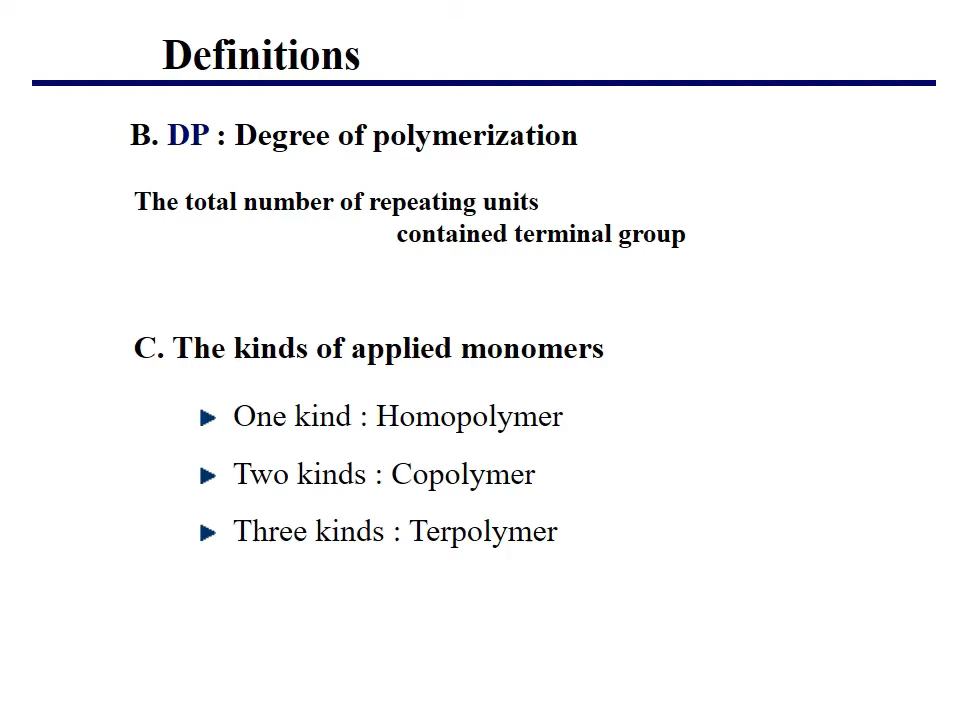 Definitions
B. DP : Degree of polymerization
The total number of repeating units
contained terminal group
C. The kinds of applied monomers
One kind : Homopolymer
Two kinds : Copolymer
Three kinds : Terpolymer